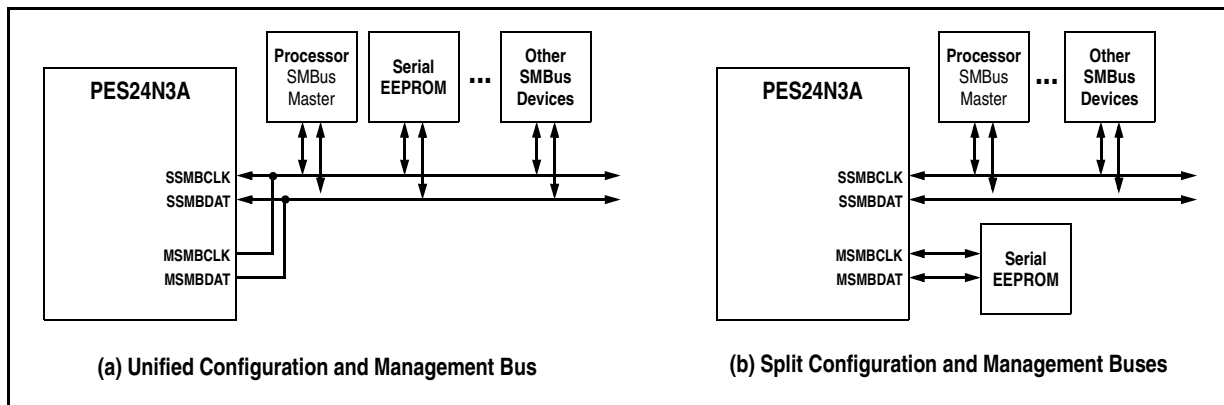 PES24N3A
Processor
SMBus
Master
Serial
EEPROM
...
Other
SMBus
Devices
SSMBCLK
SSMBDAT
MSMBCLK
MSMBDAT
(a) Unified Configuration and Management Bus
PES24N3A
Processor
SMBus
Master
...
Other
SMBus
Devices
SSMBCLK
SSMBDAT
MSMBCLK
MSMBDAT
Serial
EEPROM
(b) Split Configuration and Management Buses